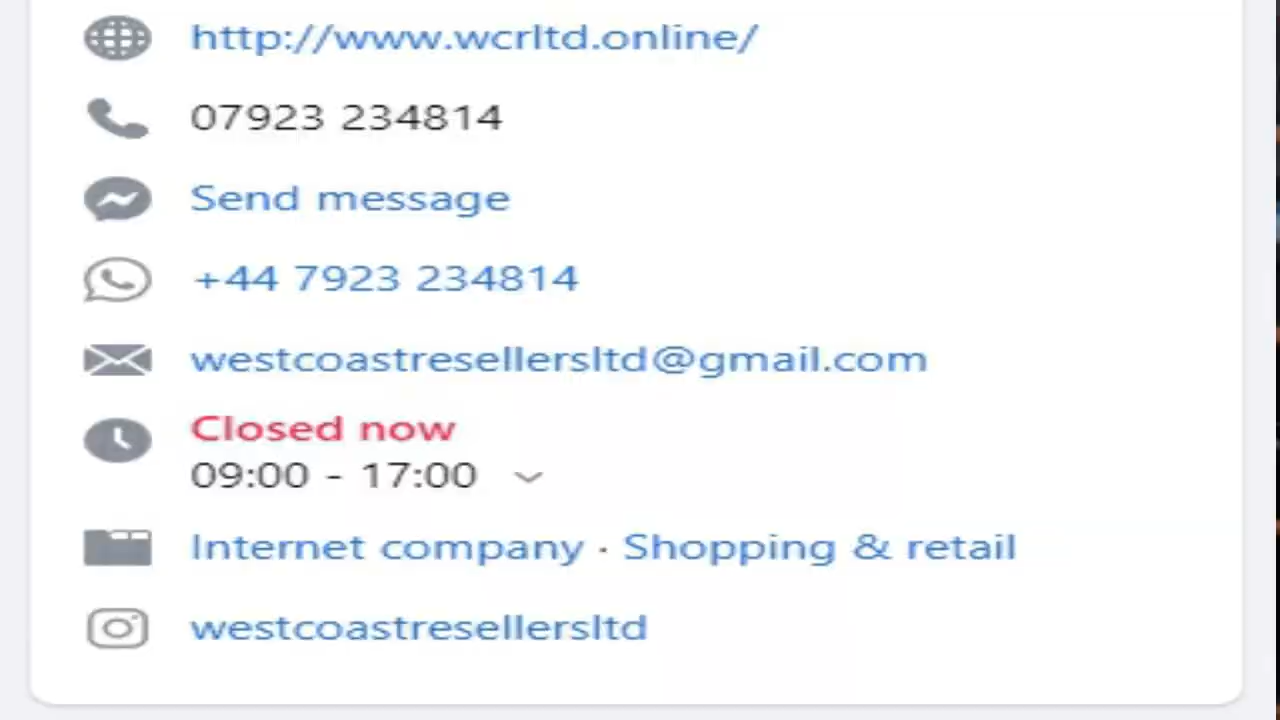 http://www.wcrltd.online/
07923 234814
Send message
+44 7923 234814
westcoastresellersltd@gmail.com
Closed now
09:00 - 17:00
Internet company · Shopping & retail
westcoastresellersltd